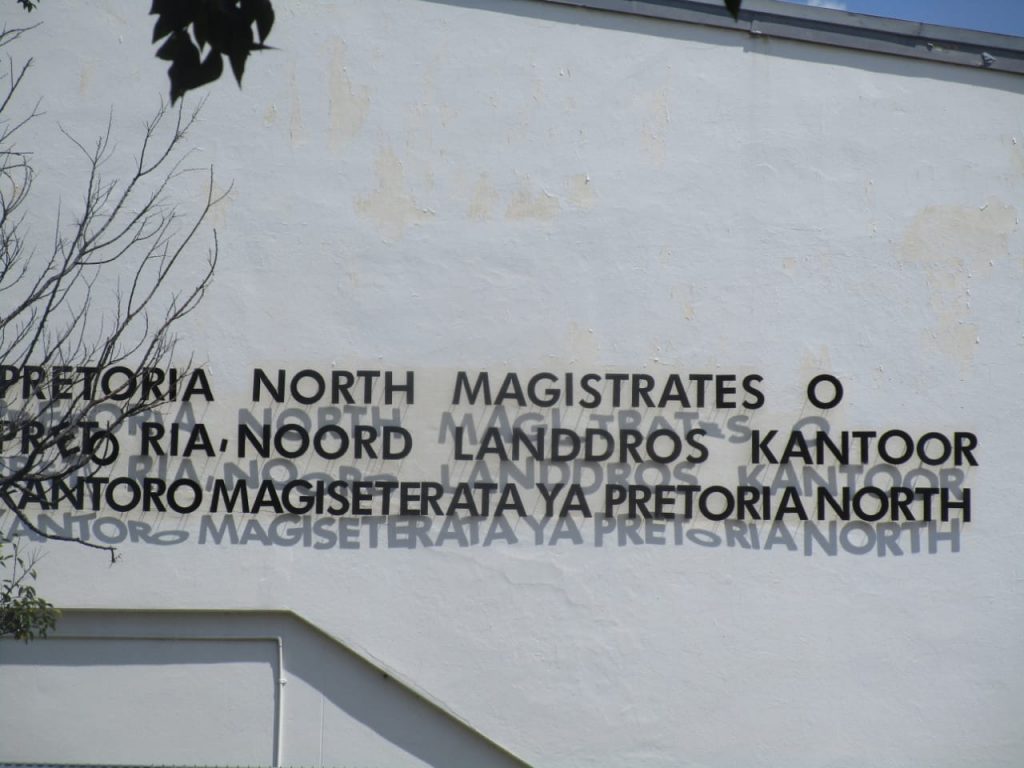 PRETORIA NORTH MAGISTRATES O
PRETO RIA, NOORD LANDDROS KANTOOR
KANTORO MAGISETERATA YA PRETORIA NORTH